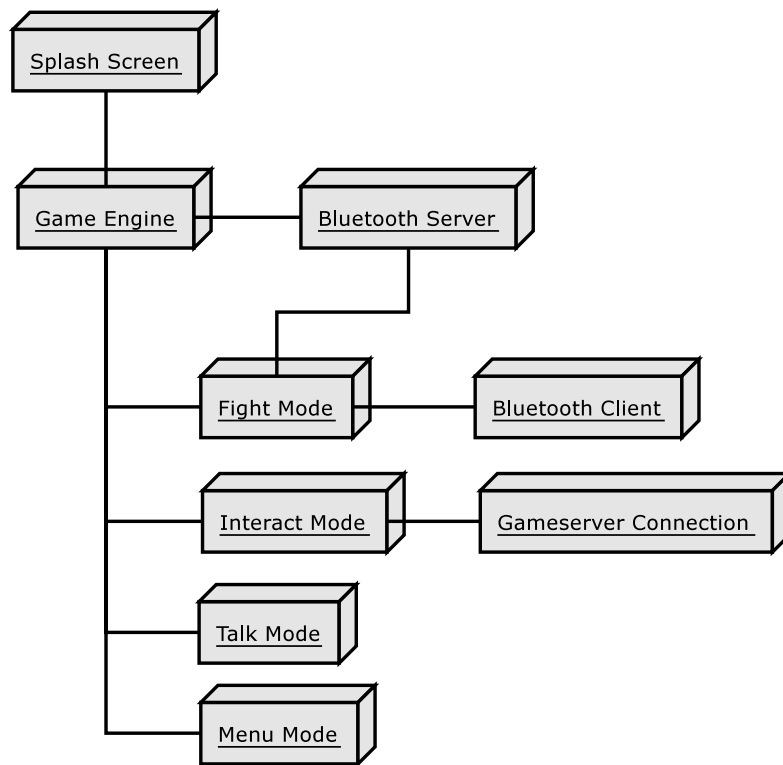 Splash Screen
Game Engine
Bluetooth Server
Fight Mode
Bluetooth Client
Interact Mode
Gameserver Connection
Talk Mode
Menu Mode